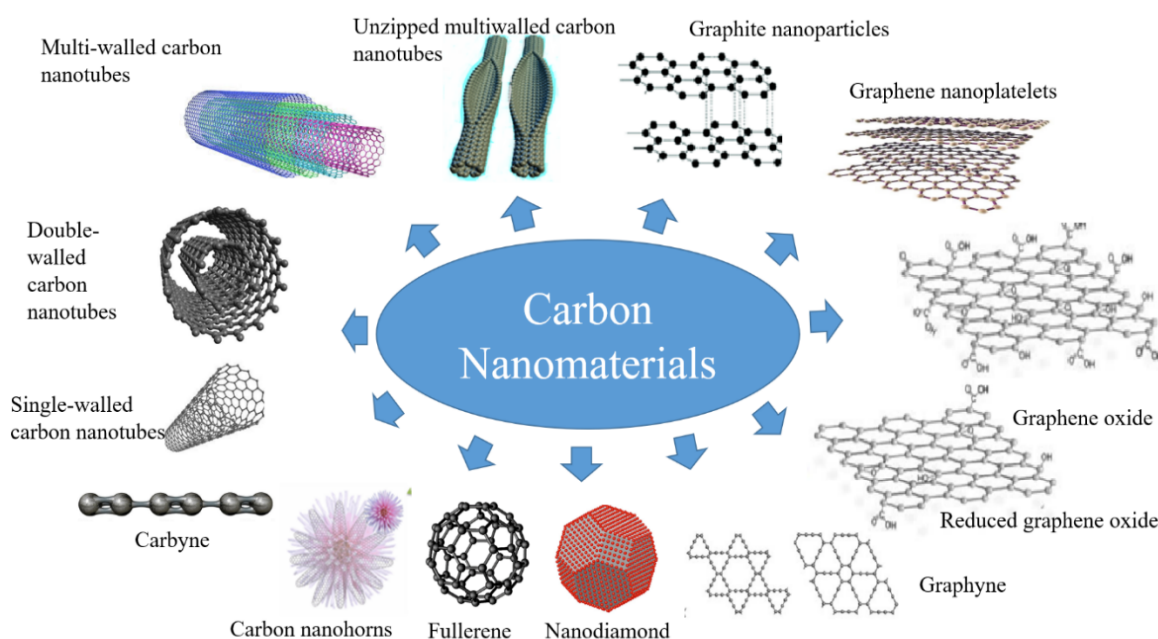 Unzipped multiwalled carbon
nanotubes
Graphite nanoparticles
Multi-walled carbon
nanotubes
Graphene nanoplatelets
Double-
walled
carbon
nanotubes
Carbon
Nanomaterials
Single-walled
carbon nanotubes
Graphene oxide
Reduced graphene oxide
Carbyne
Graphyne
Carbon nanohorns
Fullerene
Nanodiamond